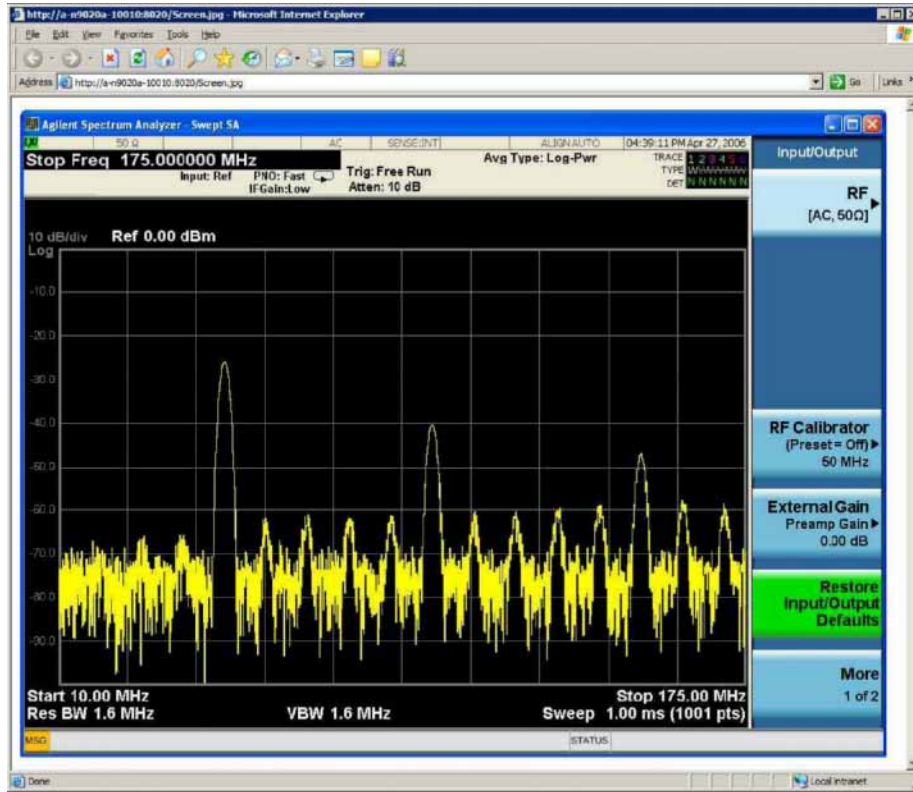 http://a-n9020a-10010:8020/Screen.jpg - Microsoft Internet Explorer
File Edit View Favorites Tools Help
Address http://a-n9020a-10010:8020/Screen.jpg Go Links
Agilent Spectrum Analyzer - Swept SA
50 Ω AC SENSE:INT ALIGN AUTO 04:39:11 PM Apr 27, 2006
Stop Freq 175.000000 MHz
Input: Ref PNO: Fast IFGain:Low
Trig: Free Run
Atten: 10 dB
Avg Type: Log-Pwr
TRACE 1 2 3 4 5 6
TYPE
DET N N N N N N
10 dB/div Ref 0.00 dBm
Log
-10.0
-20.0
-30.0
-40.0
-50.0
-60.0
-70.0
-80.0
-90.0
Start 10.00 MHz Stop 175.00 MHz
Res BW 1.6 MHz VBW 1.6 MHz Sweep 1.00 ms (1001 pts)
MSG STATUS
Input/Output
RF
[AC, 50Ω]
RF Calibrator
(Preset = Off)
50 MHz
External Gain
Preamp Gain
0.00 dB
Restore
Input/Output
Defaults
More
1 of 2
Done Local intranet